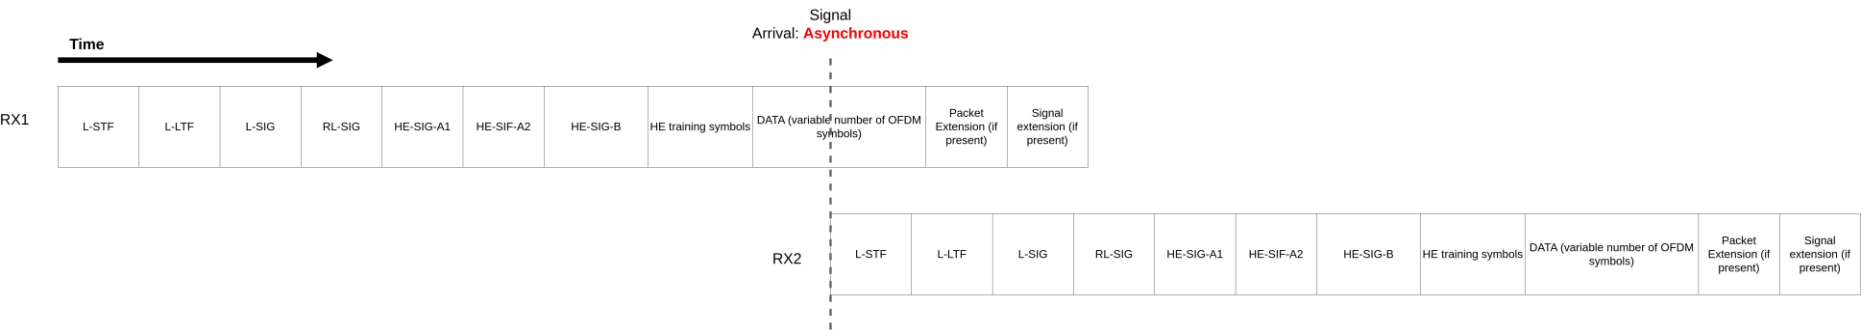 Signal
Arrival: Asynchronous
Time
RX1
L-STF
L-LTF
L-SIG
RL-SIG
HE-SIG-A1
HE-SIF-A2
HE-SIG-B
HE training symbols
DATA (variable number of OFDM
symbols)
Packet
Extension (if
present)
Signal
extension (if
present)
RX2
L-STF
L-LTF
L-SIG
RL-SIG
HE-SIG-A1
HE-SIF-A2
HE-SIG-B
HE training symbols
DATA (variable number of OFDM
symbols)
Packet
Extension (if
present)
Signal
extension (if
present)